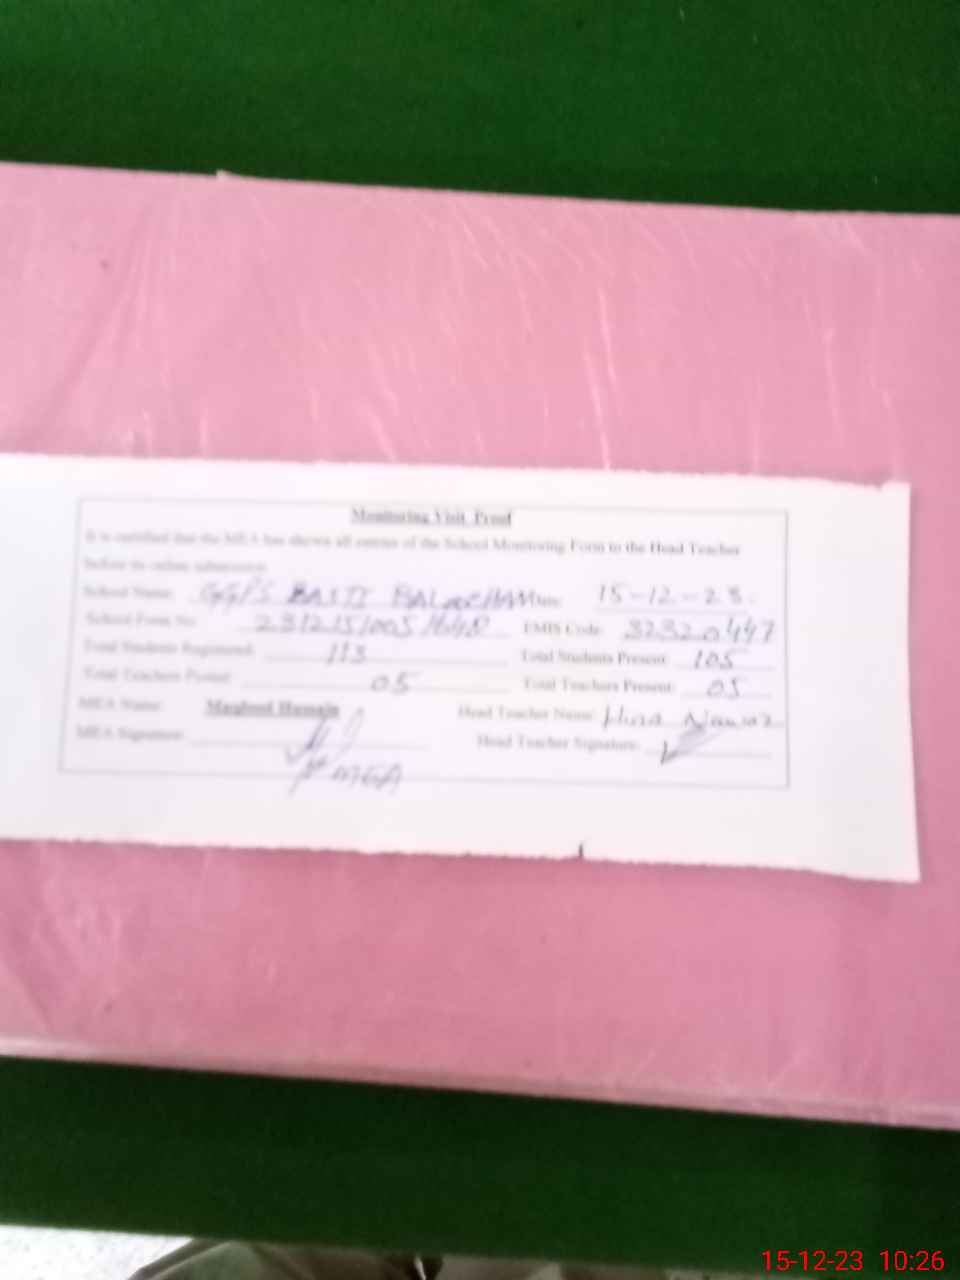 Monitoring Visit Proof
It is certified that the MEA has shown all entries of the School Monitoring Form to the Head Teacher
before its online submission.
School Name: GGPS BASTI BALOCHAN Date: 15-12-23.
School Form No: EMIS Code: 32320447
Total Students Registered: 113 Total Students Present: 105
Total Teachers Posted: 05 Total Teachers Present: 05
MEA Name: Maqbool Hussain Head Teacher Name: Hina Nawaz
MEA Signature: Head Teacher Signature:
MEA
15-12-23 10:26